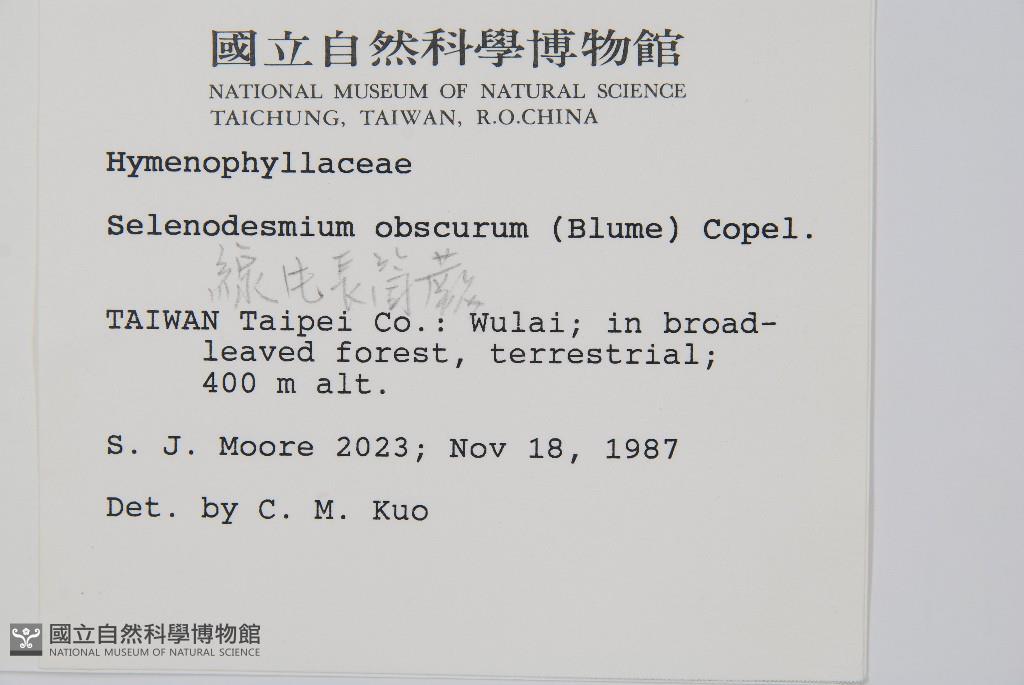 國立自然科學博物館
NATIONAL MUSEUM OF NATURAL SCIENCE
TAICHUNG, TAIWAN, R.O.CHINA
Hymenophyllaceae
Selenodesmium obscurum (Blume) Copel.
線片長筒蕨
TAIWAN Taipei Co.: Wulai; in broad-
leaved forest, terrestrial;
400 m alt.
S. J. Moore 2023; Nov 18, 1987
Det. by C. M. Kuo
國立自然科學博物館
NATIONAL MUSEUM OF NATURAL SCIENCE